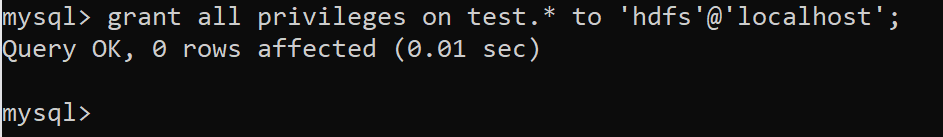 mysql> grant all privileges on test.* to 'hdfs'@'localhost';
Query OK, 0 rows affected (0.01 sec)
mysql>